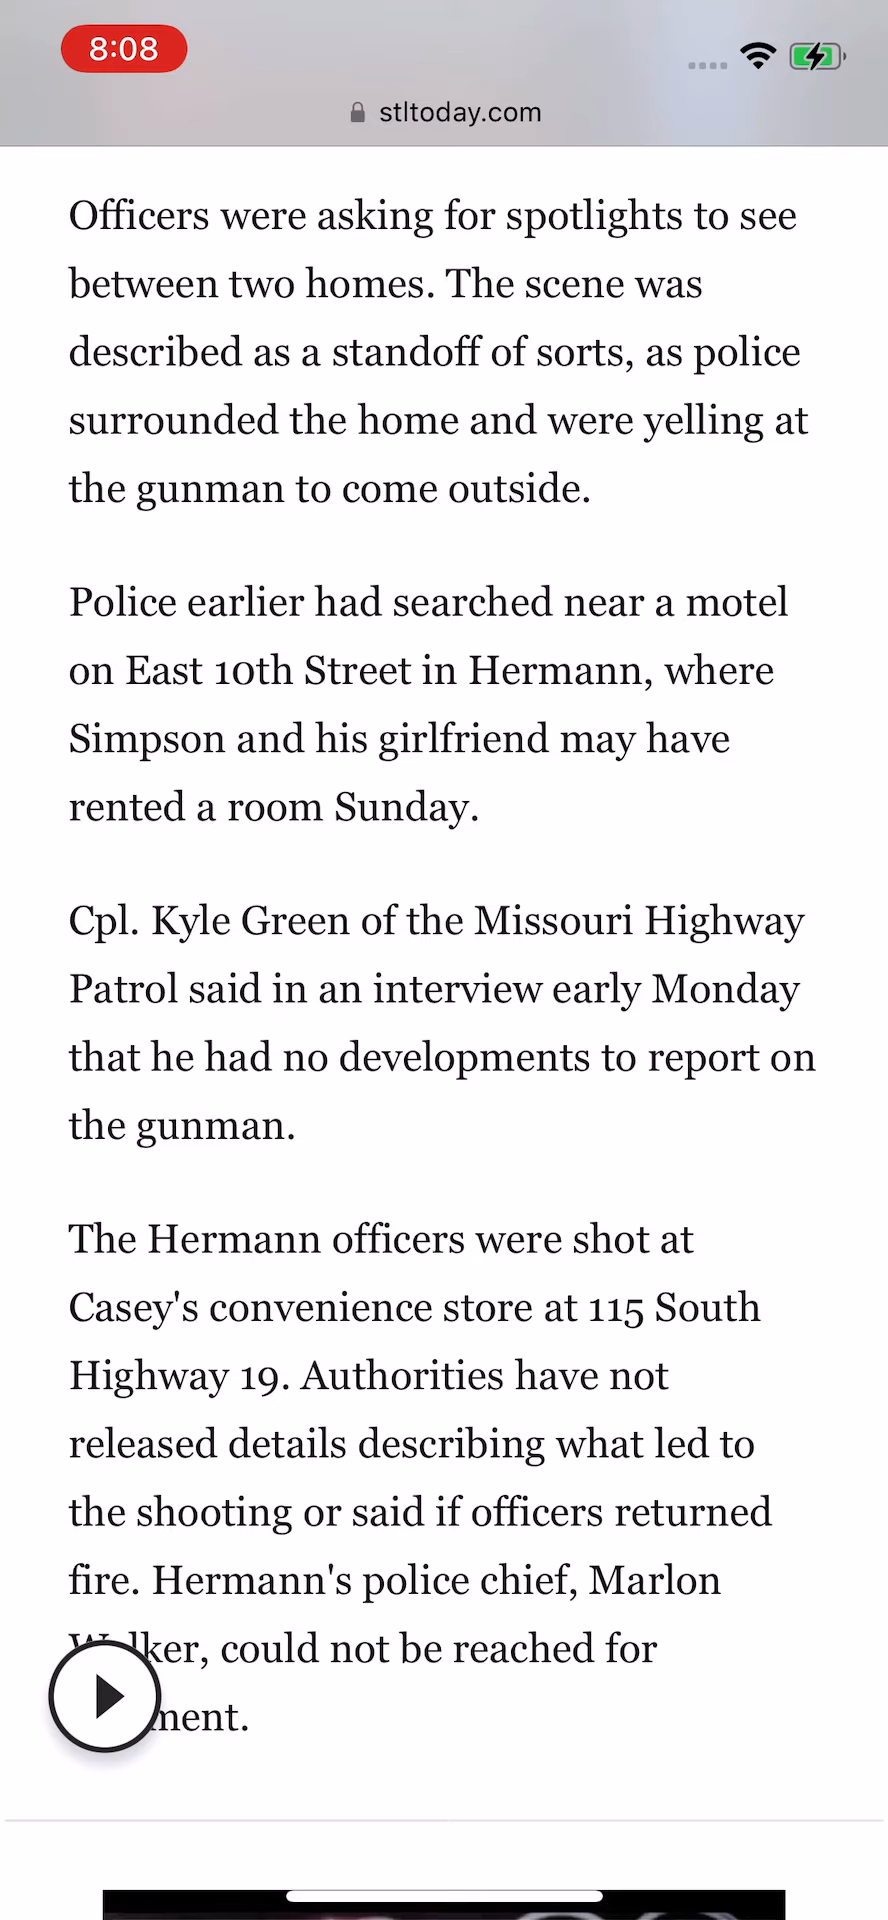 8:08
stltoday.com
Officers were asking for spotlights to see
between two homes. The scene was
described as a standoff of sorts, as police
surrounded the home and were yelling at
the gunman to come outside.
Police earlier had searched near a motel
on East 10th Street in Hermann, where
Simpson and his girlfriend may have
rented a room Sunday.
Cpl. Kyle Green of the Missouri Highway
Patrol said in an interview early Monday
that he had no developments to report on
the gunman.
The Hermann officers were shot at
Casey's convenience store at 115 South
Highway 19. Authorities have not
released details describing what led to
the shooting or said if officers returned
fire. Hermann's police chief, Marlon
could not be reached for